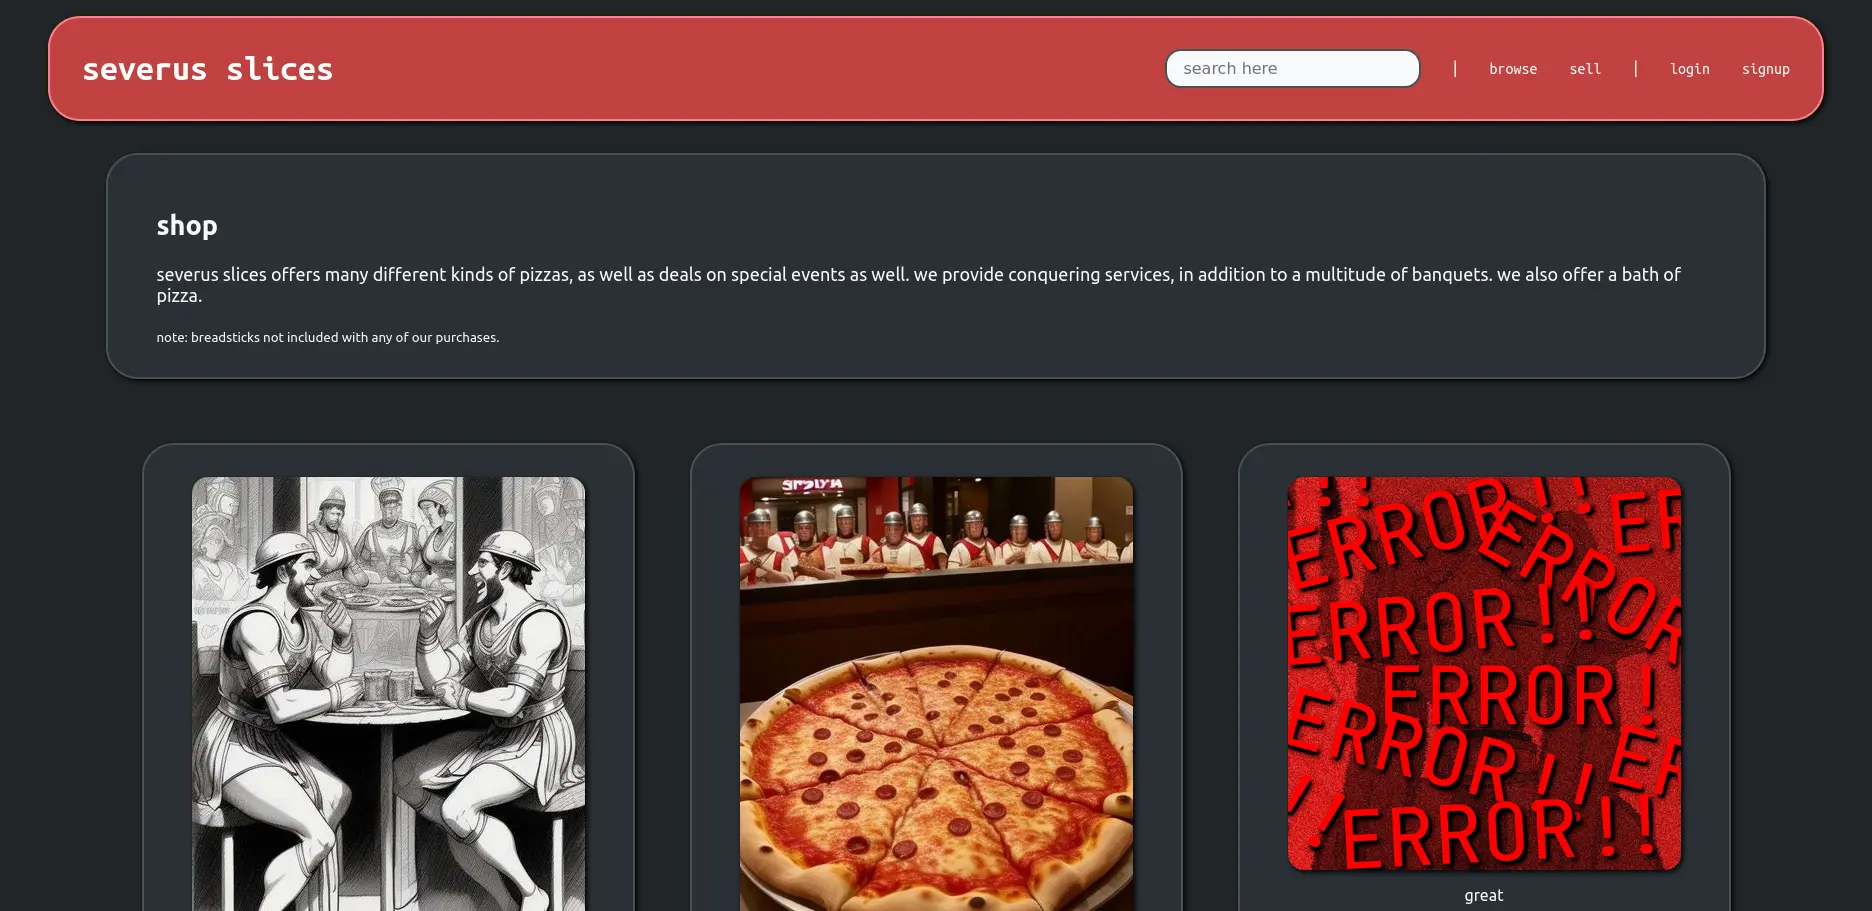 severus slices
search here | browse sell | login signup
shop
severus slices offers many different kinds of pizzas, as well as deals on special events as well. we provide conquering services, in addition to a multitude of banquets. we also offer a bath of
pizza.
note: breadsticks not included with any of our purchases.
!!
ERROR!!
ERROR
ER
ERROR!!
ERROR!
ERROR!!
ER
!!
ERROR!!
great